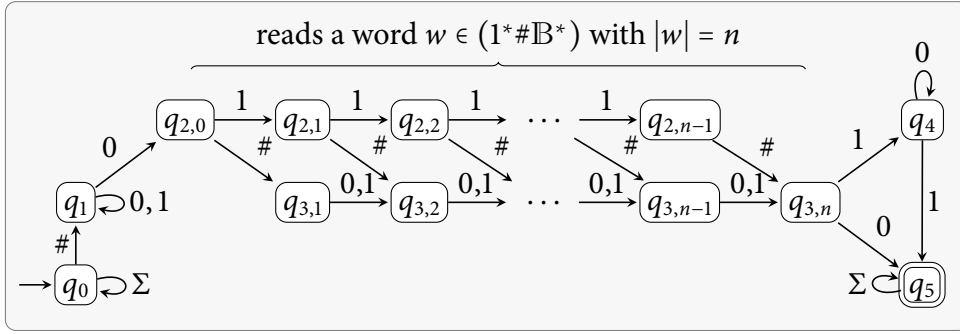 reads a word w ∈ (1*#𝔹*) with |w| = n
0
q₂,₀ 1 q₂,₁ 1 q₂,₂ 1 ··· 1 q₂,ₙ₋₁ q₄
0 # # # # # 1
q₁ 0, 1 q₃,₁ 0,1 q₃,₂ 0,1 ··· 0,1 q₃,ₙ₋₁ 0,1 q₃,ₙ 1
# 0
q₀ Σ Σ q₅